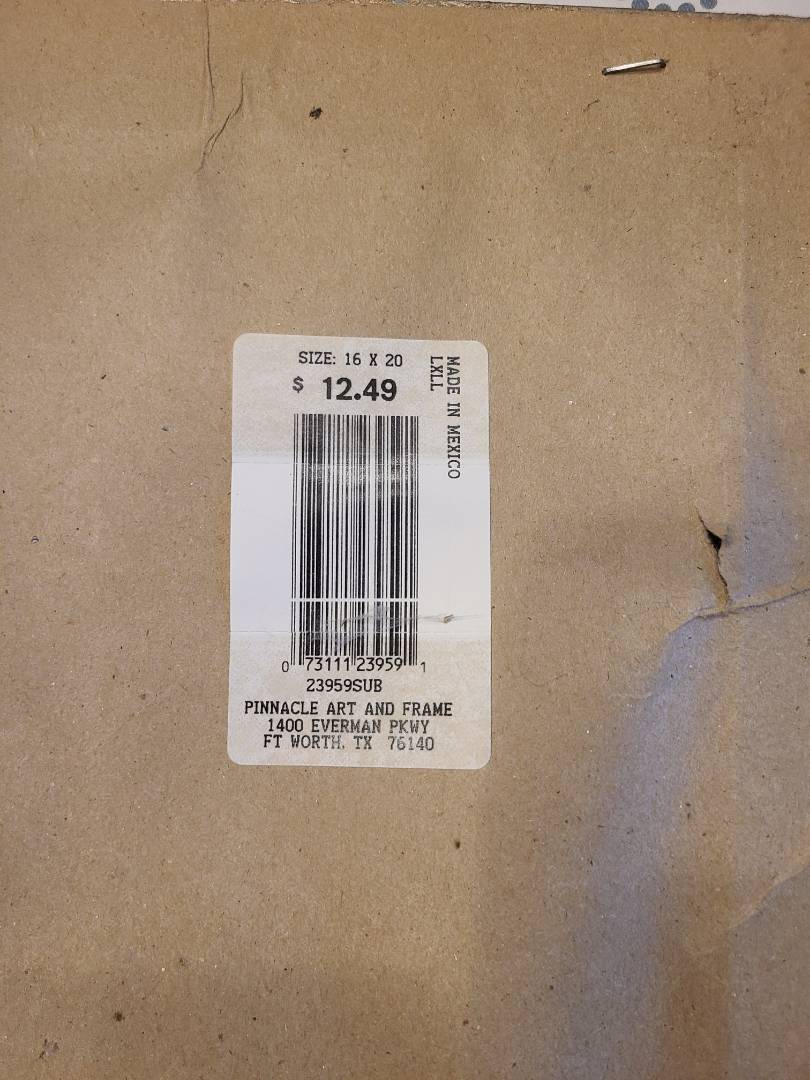 SIZE: 16 X 20
$ 12.49
MADE IN MEXICO
LXLL
0 73111 23959 1
23959SUB
PINNACLE ART AND FRAME
1400 EVERMAN PKWY
FT WORTH, TX 76140